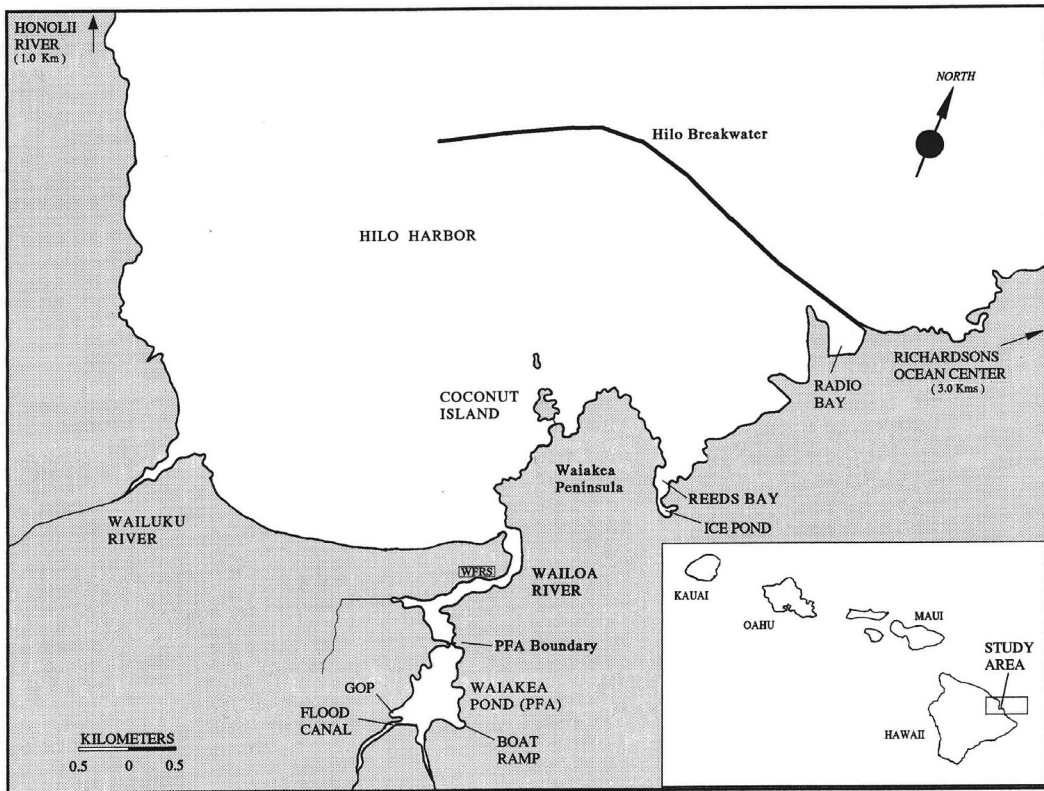 HONOLII
RIVER
( 1.0 Km )
NORTH
Hilo Breakwater
HILO HARBOR
RICHARDSONS
OCEAN CENTER
( 3.0 Kms )
RADIO
BAY
COCONUT
ISLAND
Waiakea
Peninsula
REEDS BAY
ICE POND
WAILUKU
RIVER
WFRS
WAILOA
RIVER
PFA Boundary
GOP
WAIAKEA
POND (PFA)
FLOOD
CANAL
BOAT
RAMP
KILOMETERS
0.5 0 0.5
KAUAI
OAHU
MAUI
STUDY
AREA
HAWAII